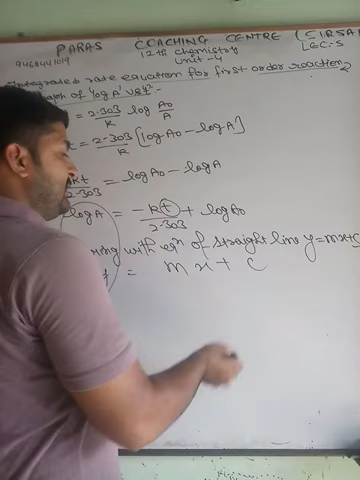 PARAS COACHING CENTRE (SIRSA)
9468441019 12th chemistry LEC:-5
unit-4
Integrated rate equation for first order reaction
of 'log A' vs
= 2.303/k log A0/A
= 2.303/k [log A0 - log A]
kt/2.303 = log A0 - log A
log A = -kt/2.303 + log A0
with eqn of straight line y=mx+c
= mx + c